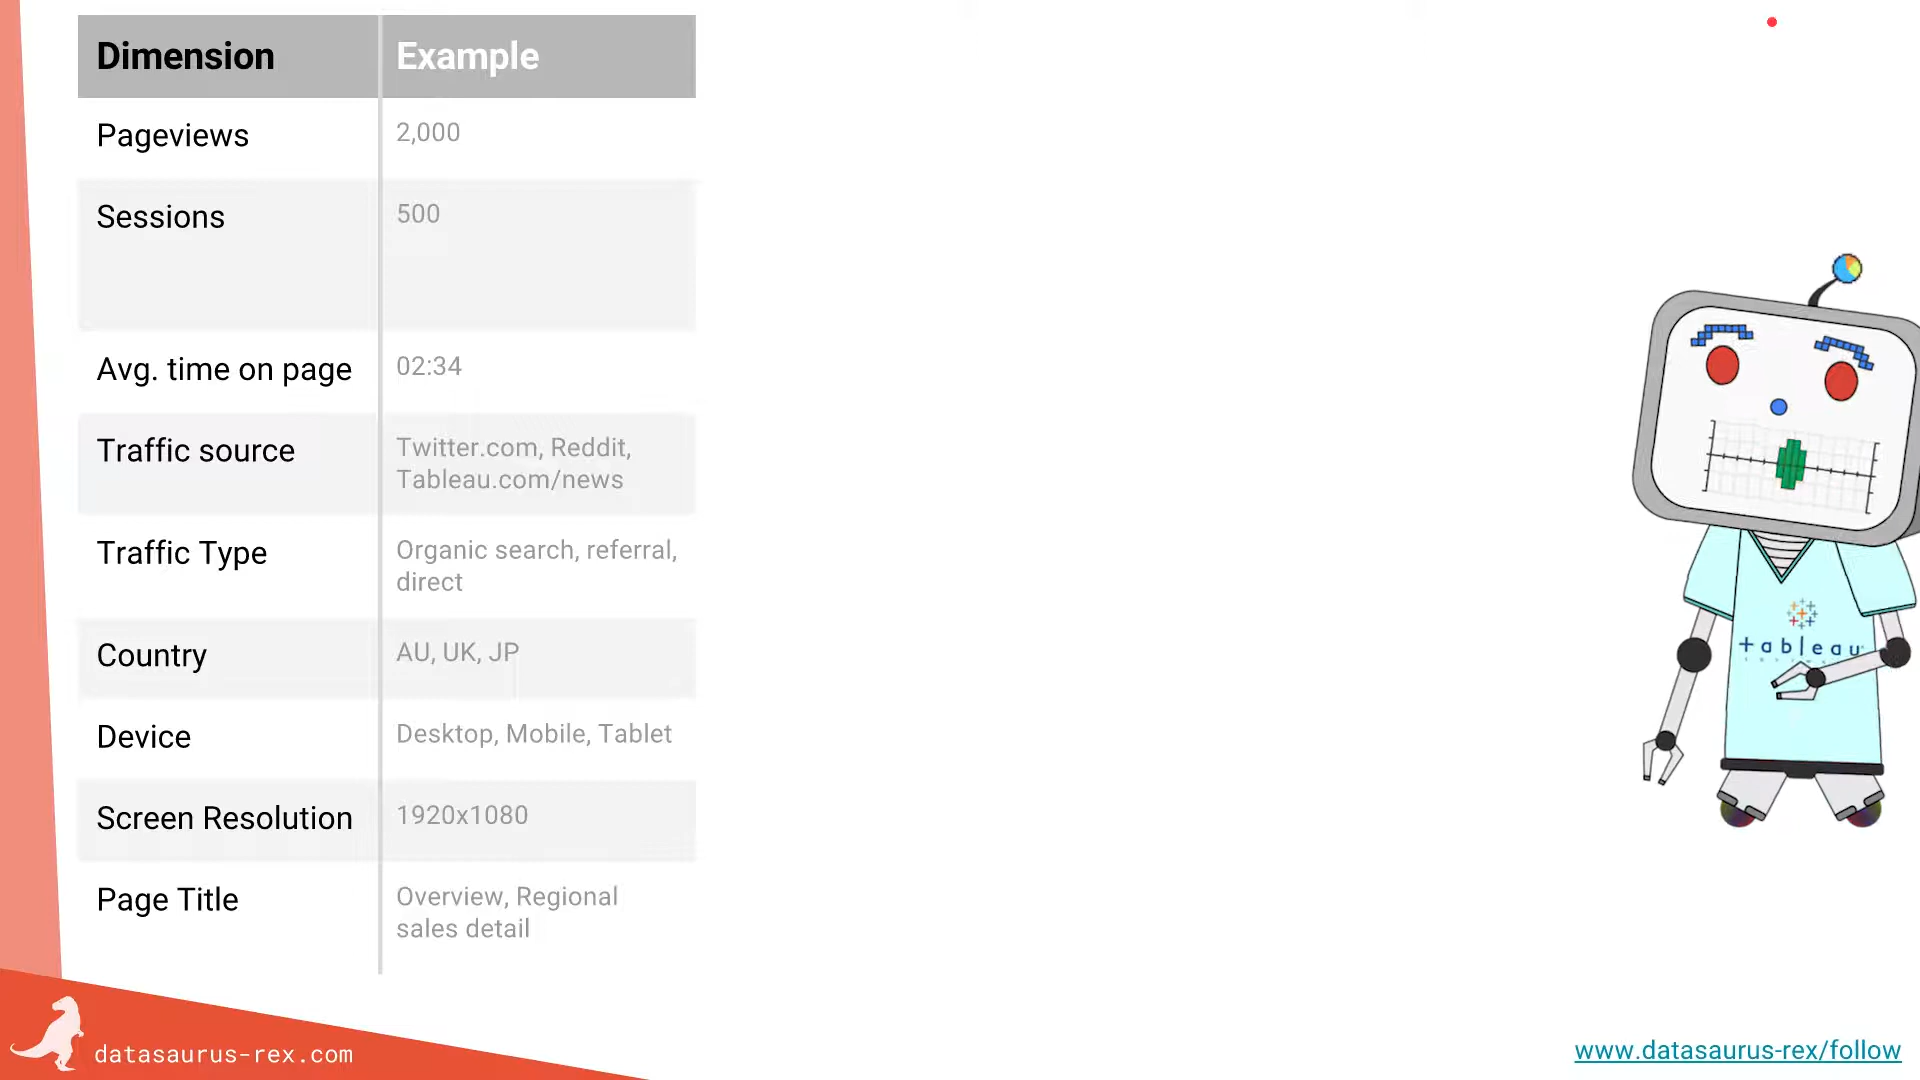 Dimension Example
Pageviews 2,000
Sessions 500
Avg. time on page 02:34
Traffic source Twitter.com, Reddit,
Tableau.com/news
Traffic Type Organic search, referral,
direct
Country AU, UK, JP
Device Desktop, Mobile, Tablet
Screen Resolution 1920x1080
Page Title Overview, Regional
sales detail
tableau
datasaurus-rex.com
www.datasaurus-rex/follow